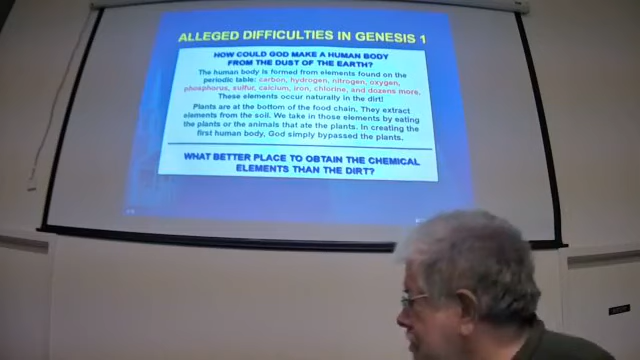 ALLEGED DIFFICULTIES IN GENESIS 1
HOW COULD GOD MAKE A HUMAN BODY
FROM THE DUST OF THE EARTH?
The human body is formed from elements found on the
periodic table: carbon, hydrogen, nitrogen, oxygen,
phosphorus, sulfur, calcium, iron, chlorine, and dozens more.
These elements occur naturally in the dirt!
Plants are at the bottom of the food chain. They extract
elements from the soil. We take in those elements by eating
the plants or the animals that ate the plants. In creating the
first human body, God simply bypassed the plants.
WHAT BETTER PLACE TO OBTAIN THE CHEMICAL
ELEMENTS THAN THE DIRT?